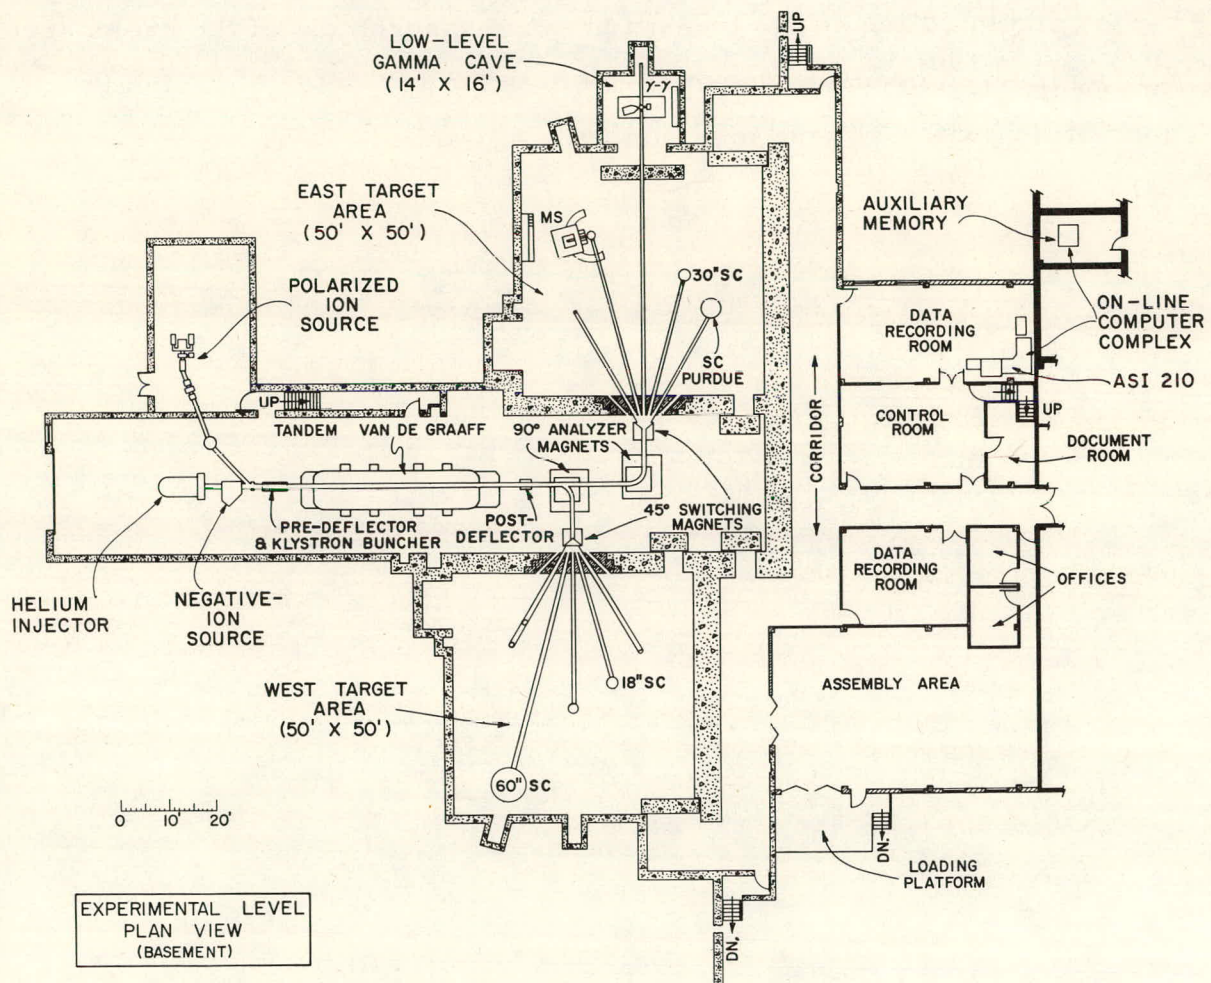 LOW-LEVEL
GAMMA CAVE
(14' X 16')
γ-γ
UP
EAST TARGET
AREA
(50' X 50')
MS
AUXILIARY
MEMORY
POLARIZED
ION
SOURCE
30"SC
SC
PURDUE
DATA
RECORDING
ROOM
ON-LINE
COMPUTER
COMPLEX
ASI 210
UP
TANDEM VAN DE GRAAFF
90° ANALYZER
MAGNETS
CORRIDOR
CONTROL
ROOM
UP
DOCUMENT
ROOM
PRE-DEFLECTOR
& KLYSTRON BUNCHER
POST-
DEFLECTOR
45° SWITCHING
MAGNETS
HELIUM
INJECTOR
NEGATIVE-
ION
SOURCE
DATA
RECORDING
ROOM
OFFICES
WEST TARGET
AREA
(50' X 50')
18"SC
ASSEMBLY AREA
60" SC
0 10' 20'
DN.
LOADING
PLATFORM
DN.
EXPERIMENTAL LEVEL
PLAN VIEW
(BASEMENT)